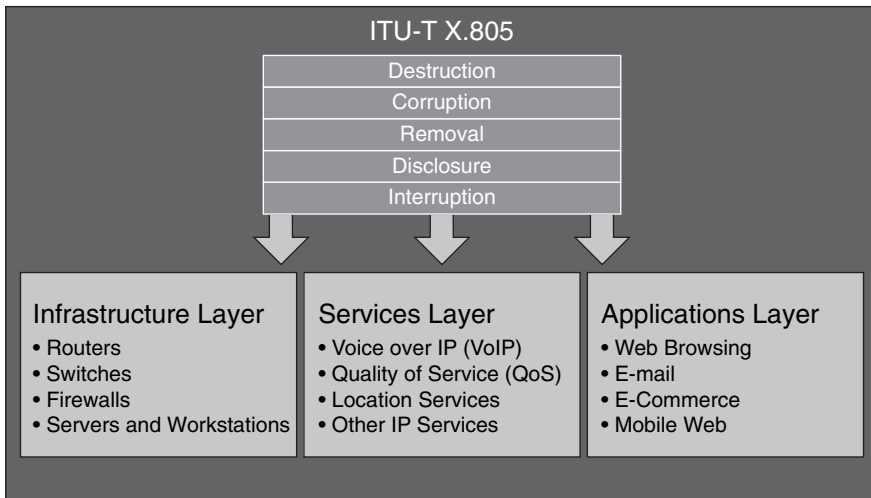 ITU-T X.805
Destruction
Corruption
Removal
Disclosure
Interruption
Infrastructure Layer
• Routers
• Switches
• Firewalls
• Servers and Workstations
Services Layer
• Voice over IP (VoIP)
• Quality of Service (QoS)
• Location Services
• Other IP Services
Applications Layer
• Web Browsing
• E-mail
• E-Commerce
• Mobile Web